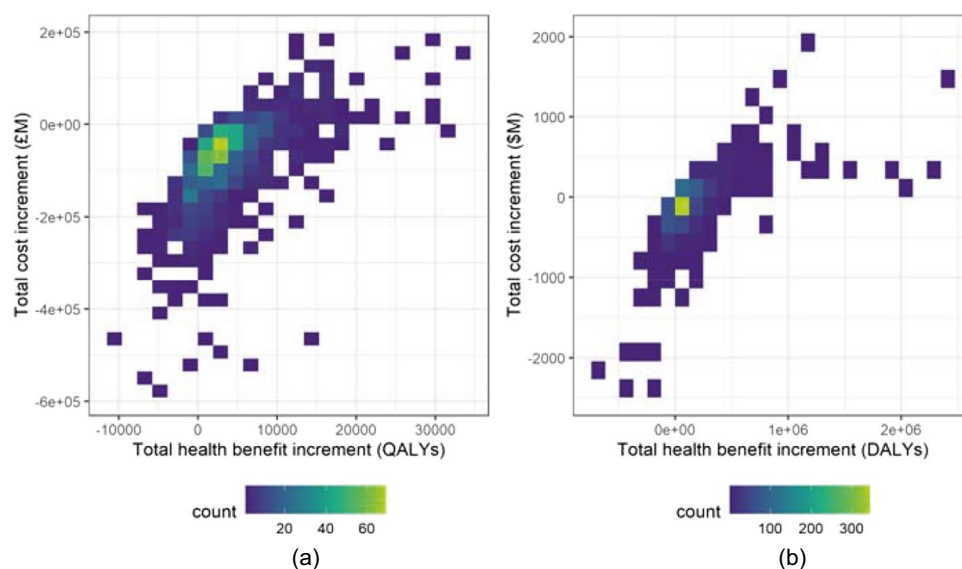 2e+05
0e+00
-2e+05
-4e+05
-6e+05
Total cost increment (£M)
-10000 0 10000 20000 30000
Total health benefit increment (QALYs)
count
20 40 60
(a)
2000
1000
0
-1000
-2000
Total cost increment ($M)
0e+00 1e+06 2e+06
Total health benefit increment (DALYs)
count
100 200 300
(b)